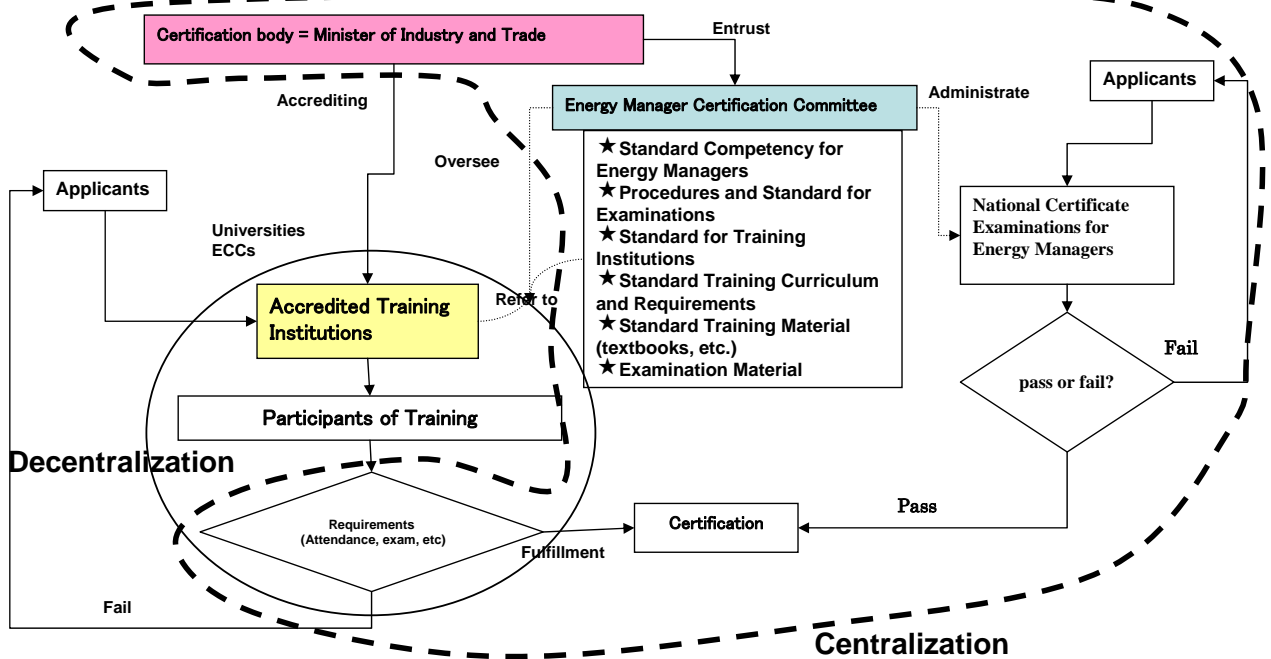 Certification body = Minister of Industry and Trade
Entrust
Accrediting
Energy Manager Certification Committee
Administrate
Applicants
★Standard Competency for
Energy Managers
★Procedures and Standard for
Examinations
★Standard for Training
Institutions
★Standard Training Curriculum
and Requirements
★Standard Training Material
(textbooks, etc.)
★Examination Material
Oversee
Applicants
Universities
ECCs
National Certificate
Examinations for
Energy Managers
Accredited Training
Institutions
Refer to
Fail
pass or fail?
Participants of Training
Decentralization
Requirements
(Attendance, exam, etc)
Fulfillment
Certification
Pass
Fail
Centralization